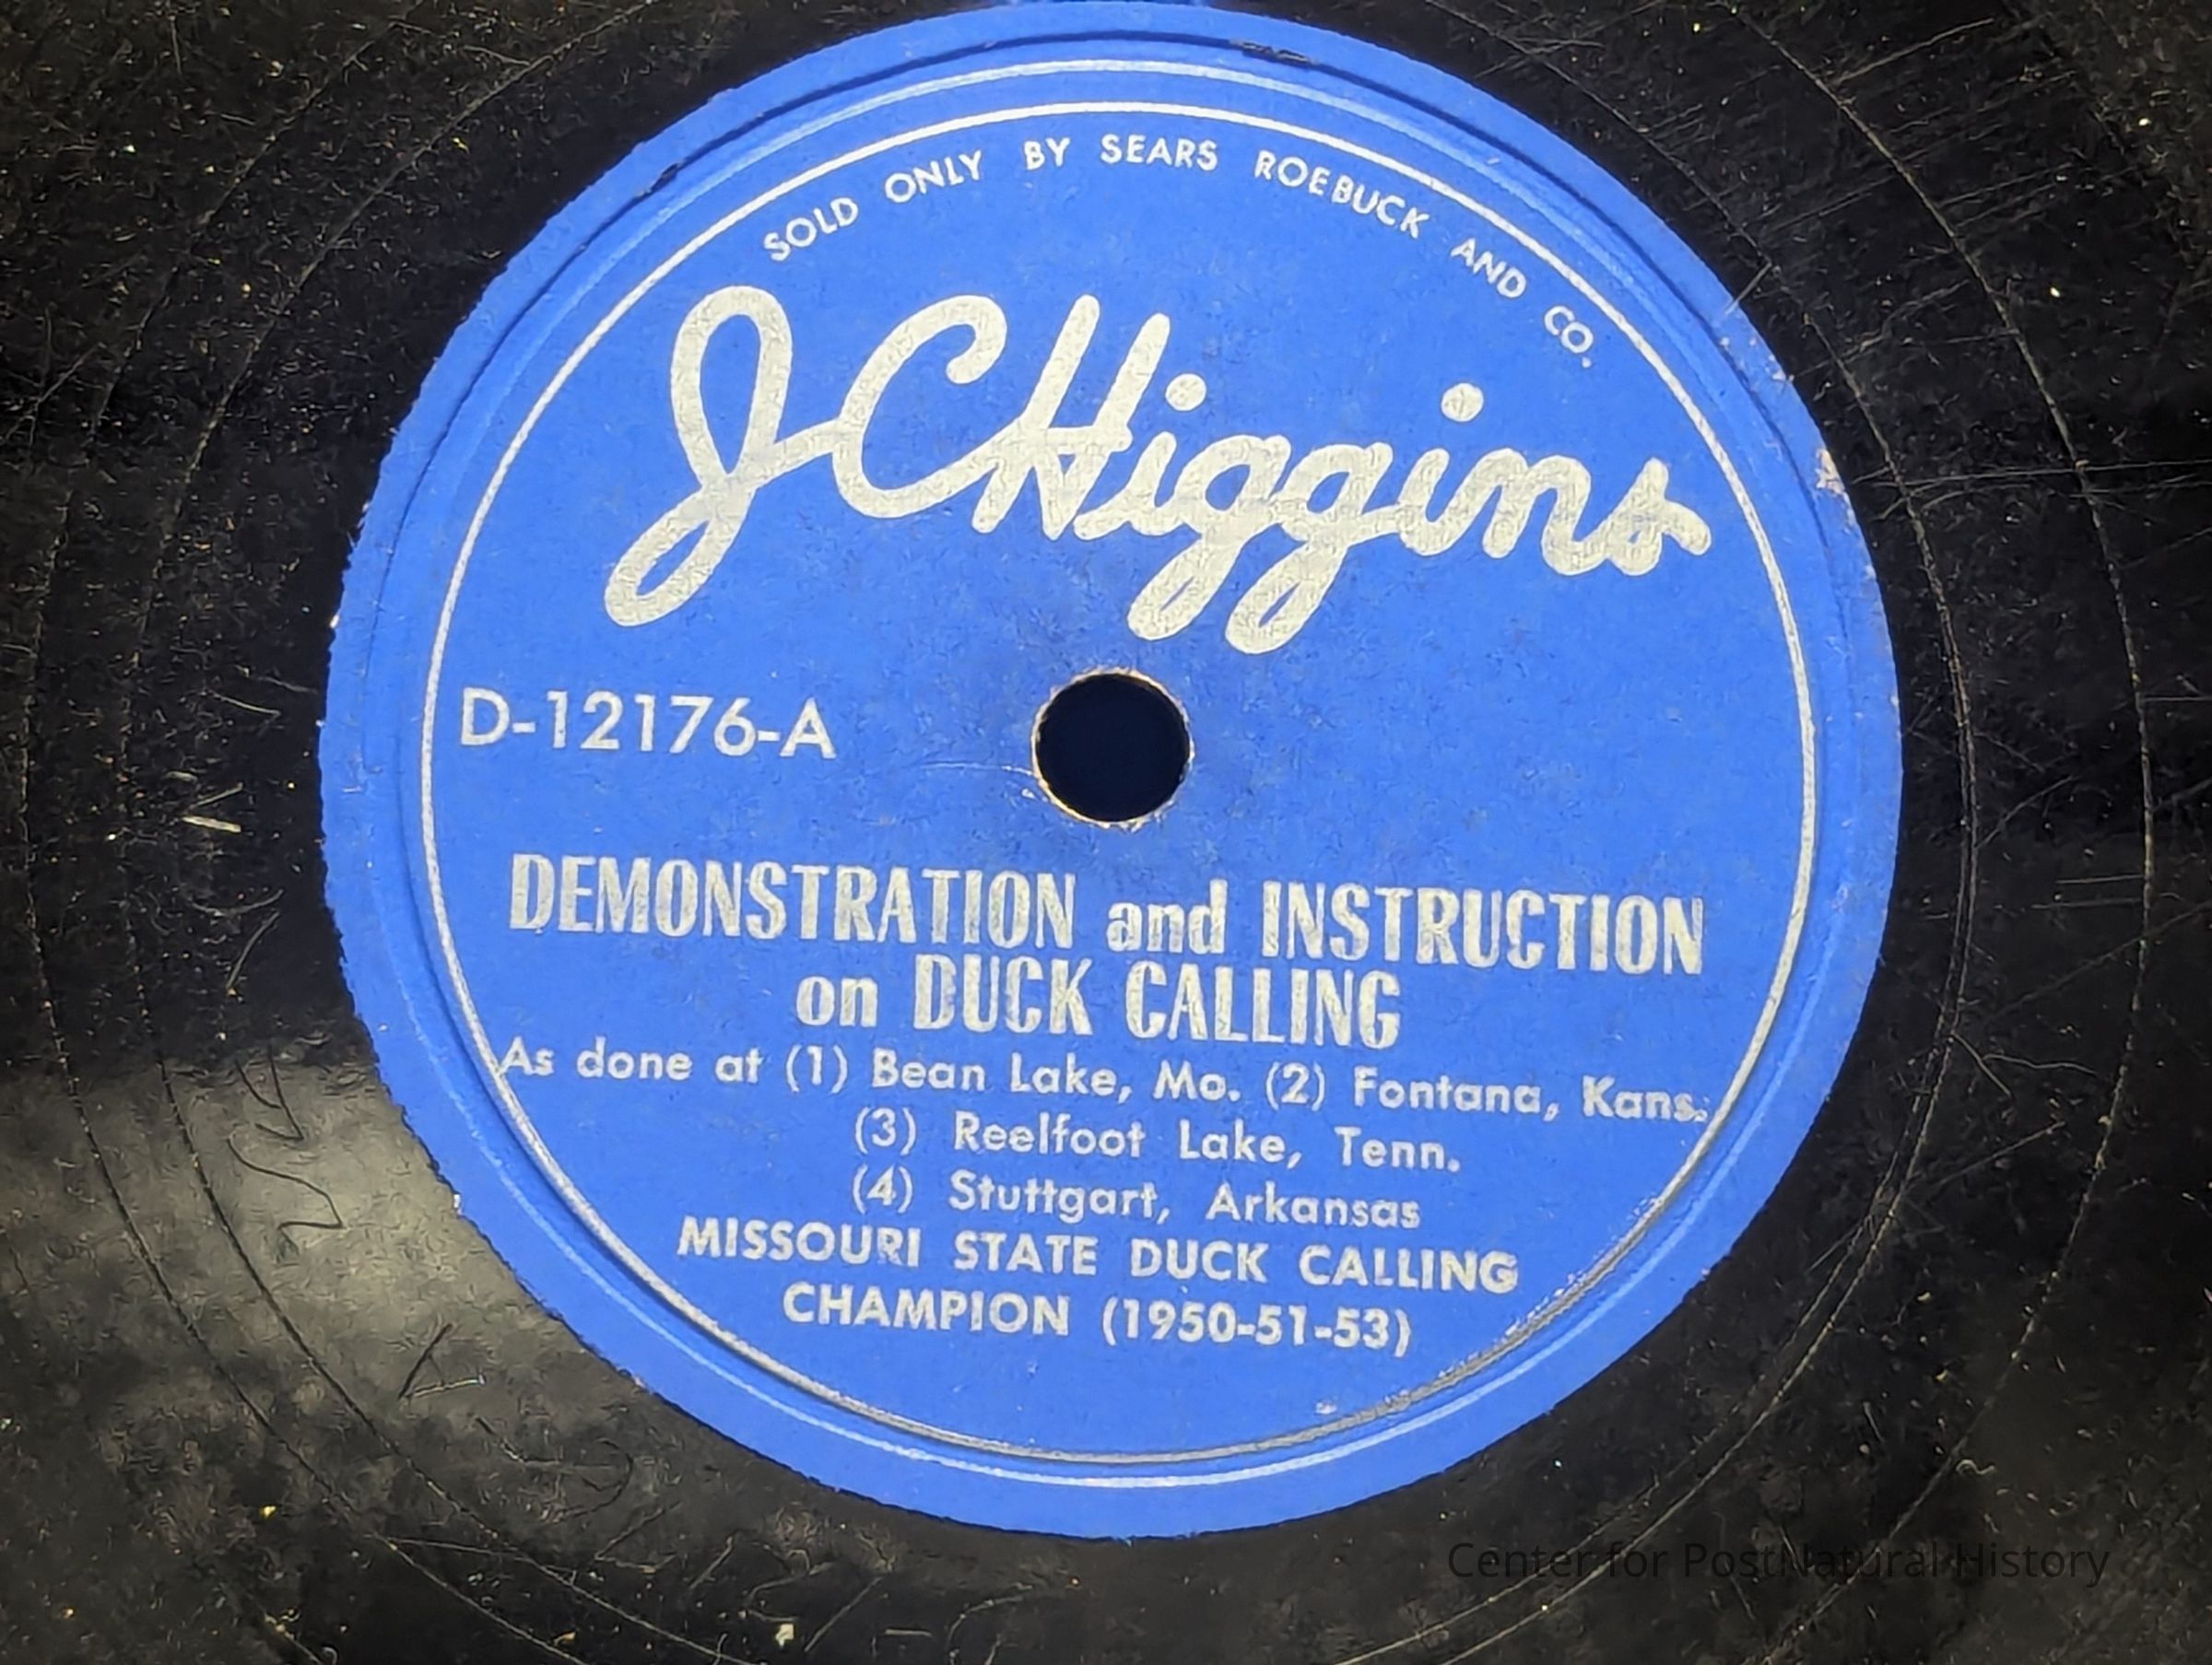 SOLD ONLY BY SEARS ROEBUCK AND CO.
J C Higgins
D-12176-A
DEMONSTRATION and INSTRUCTION
on DUCK CALLING
As done at (1) Bean Lake, Mo. (2) Fontana, Kans.
(3) Reelfoot Lake, Tenn.
(4) Stuttgart, Arkansas
MISSOURI STATE DUCK CALLING
CHAMPION (1950-51-53)
Center for PostNatural History